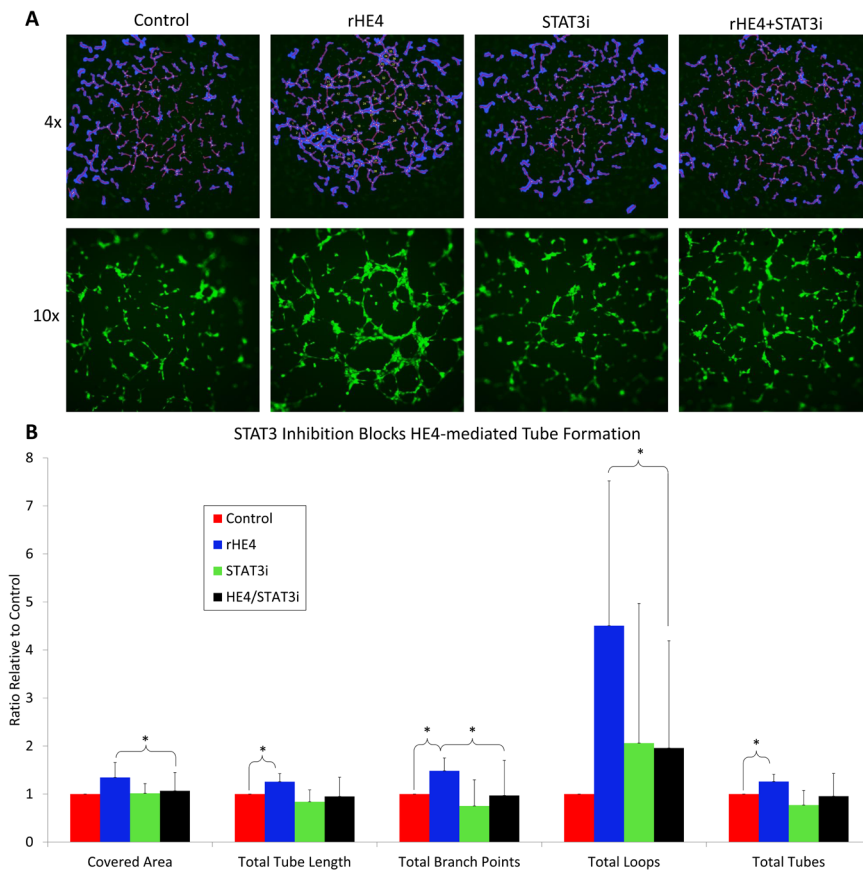 A
Control
rHE4
STAT3i
rHE4+STAT3i
4x
10x
B
STAT3 Inhibition Blocks HE4-mediated Tube Formation
Ratio Relative to Control
8
7
6
5
4
3
2
1
0
Control
rHE4
STAT3i
HE4/STAT3i
*
*
*
*
*
*
Covered Area
Total Tube Length
Total Branch Points
Total Loops
Total Tubes